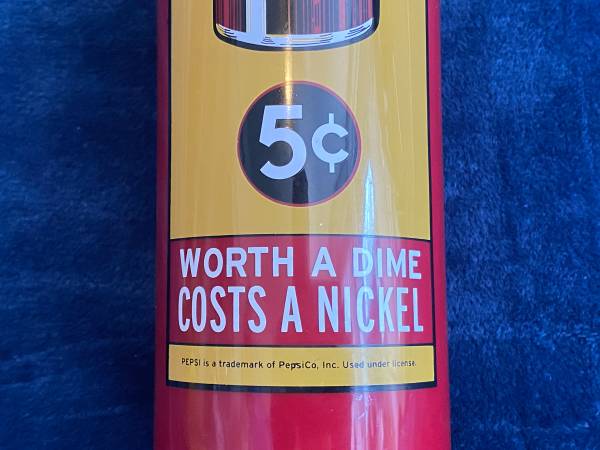 5¢
WORTH A DIME
COSTS A NICKEL
PEPSI is a trademark of PepsiCo, Inc. Used under license.